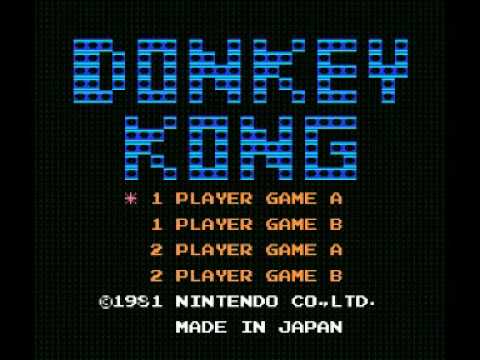 DONKEY
KONG
* 1 PLAYER GAME A
1 PLAYER GAME B
2 PLAYER GAME A
2 PLAYER GAME B
©1981 NINTENDO CO.,LTD.
MADE IN JAPAN